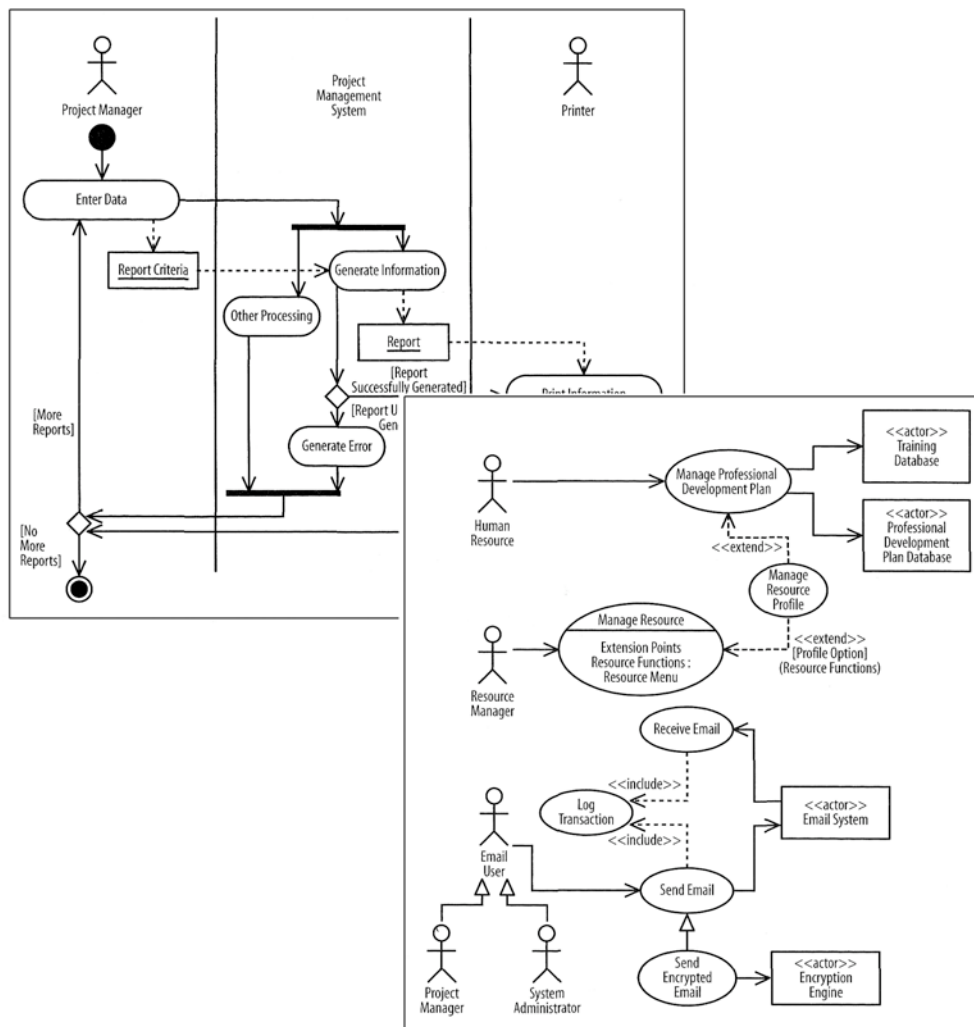 Project Manager
Project
Management
System
Printer
Enter Data
Report Criteria
Generate Information
Other Processing
Report
[Report
Successfully Generated]
Print Information
[More
Reports]
[Report U
Gen
Generate Error
[No
More
Reports]
Human
Resource
Manage Professional
Development Plan
<<actor>>
Training
Database
<<actor>>
Professional
Development
Plan Database
<<extend>>
Manage
Resource
Profile
Resource
Manager
Manage Resource
Extension Points
Resource Functions :
Resource Menu
<<extend>>
[Profile Option]
(Resource Functions)
Receive Email
<<include>>
Log
Transaction
<<include>>
<<actor>>
Email System
Email
User
Send Email
Project
Manager
System
Administrator
Send
Encrypted
Email
<<actor>>
Encryption
Engine